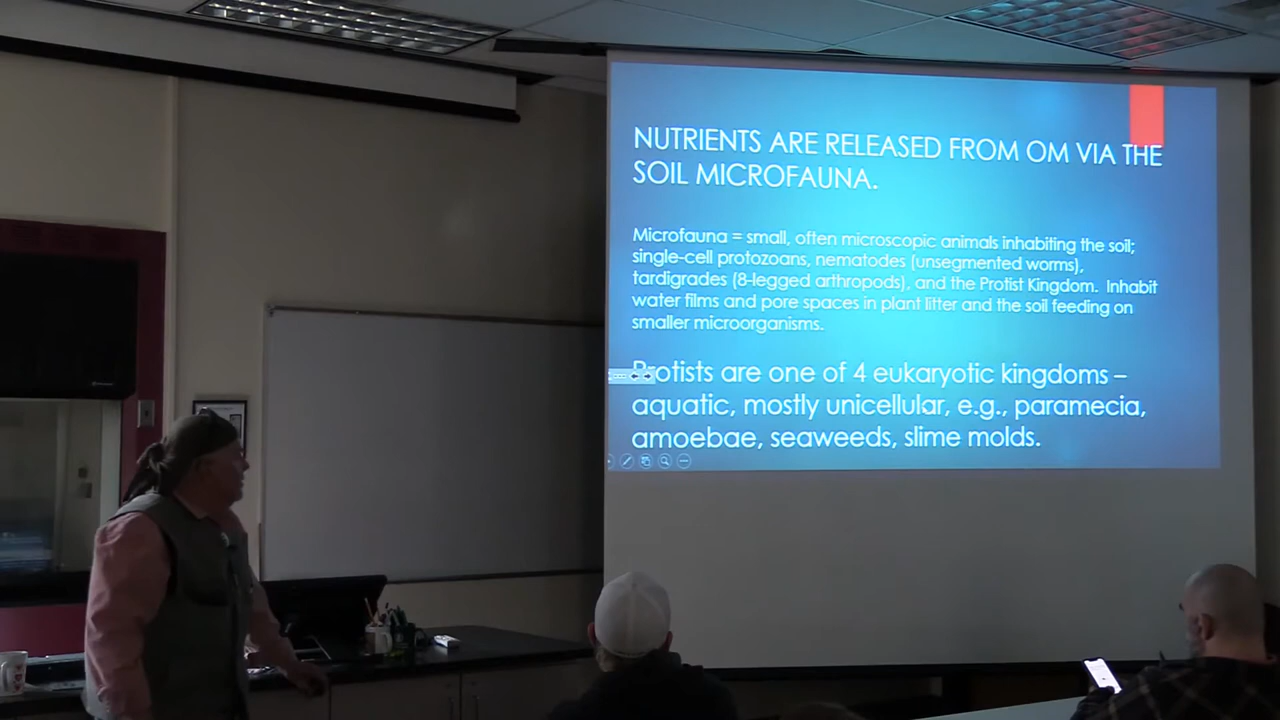 NUTRIENTS ARE RELEASED FROM OM VIA THE
SOIL MICROFAUNA.
Microfauna = small, often microscopic animals inhabiting the soil;
single-cell protozoans, nematodes (unsegmented worms),
tardigrades (8-legged arthropods), and the Protist Kingdom. Inhabit
water films and pore spaces in plant litter and the soil feeding on
smaller microorganisms.
Protists are one of 4 eukaryotic kingdoms –
aquatic, mostly unicellular, e.g., paramecia,
amoebae, seaweeds, slime molds.